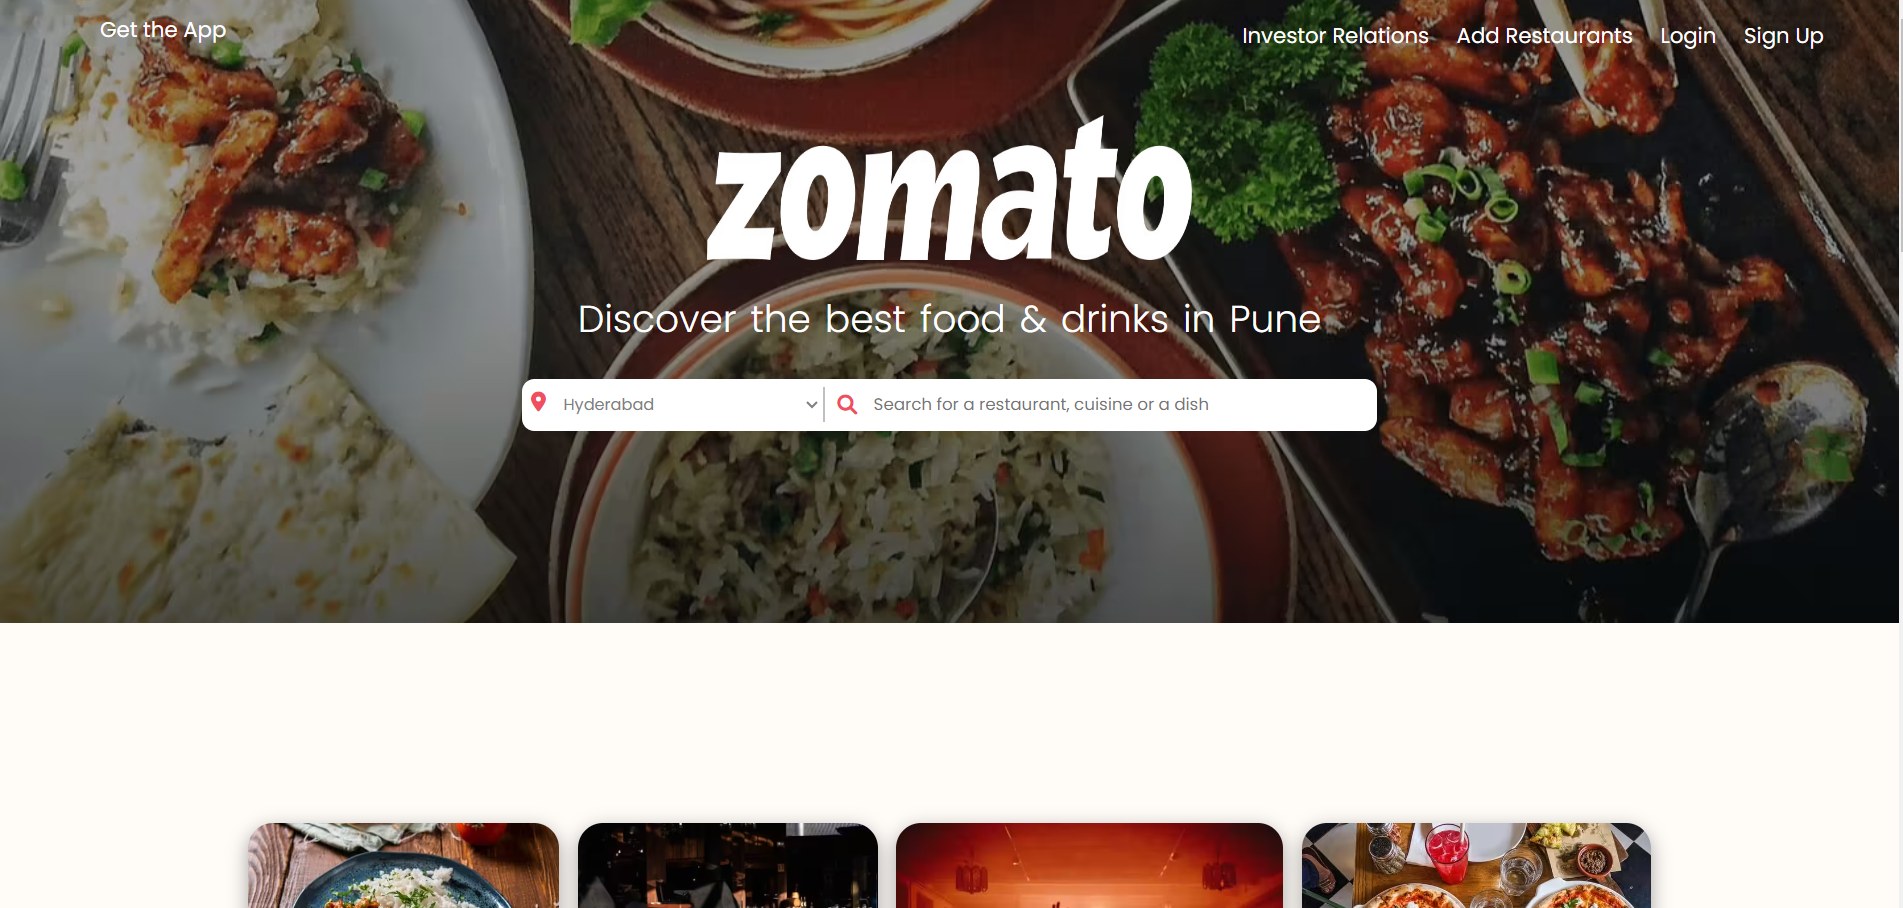 Get the App
Investor Relations Add Restaurants Login Sign Up
zomato
Discover the best food & drinks in Pune
Hyderabad
Search for a restaurant, cuisine or a dish